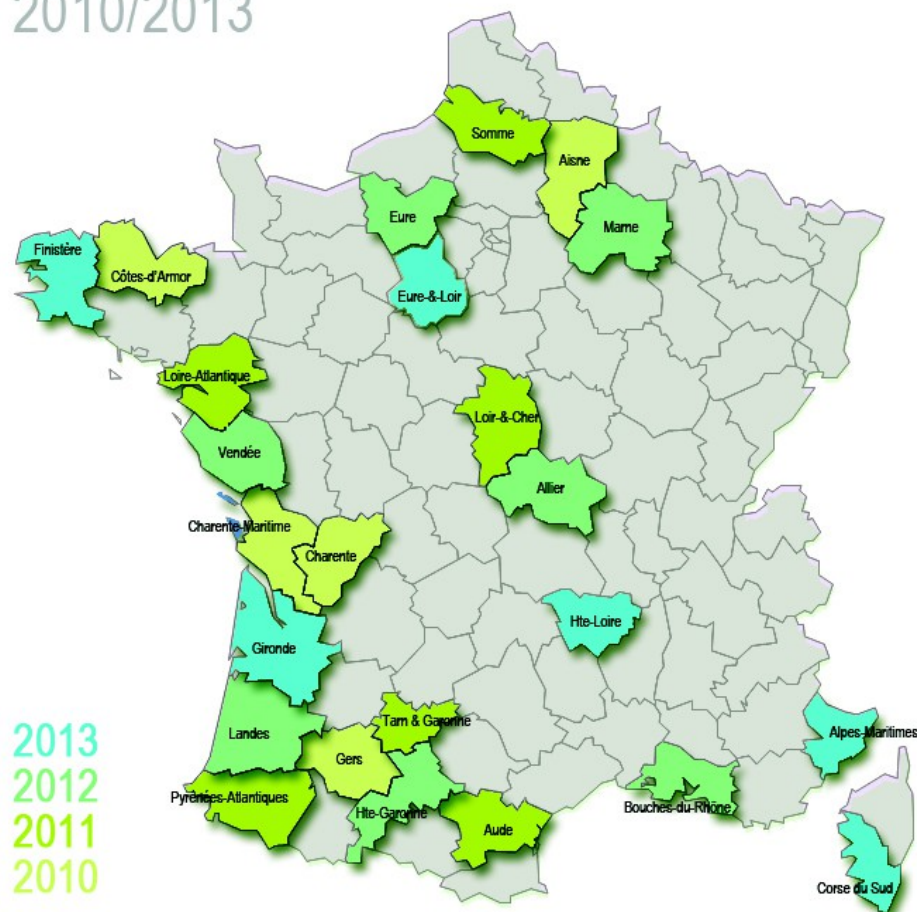 2010/2013
Somme
Aisne
Eure
Marne
Finistère
Côtes-d'Armor
Eure-&-Loir
Loire-Atlantique
Loir-&-Cher
Vendée
Allier
Charente-Maritime
Charente
Hte-Loire
Gironde
Tarn & Garonne
Landes
Alpes-Maritimes
Gers
Pyrénées-Atlantiques
Hte-Garonne
Bouches-du-Rhône
Aude
Corse du Sud
2013
2012
2011
2010